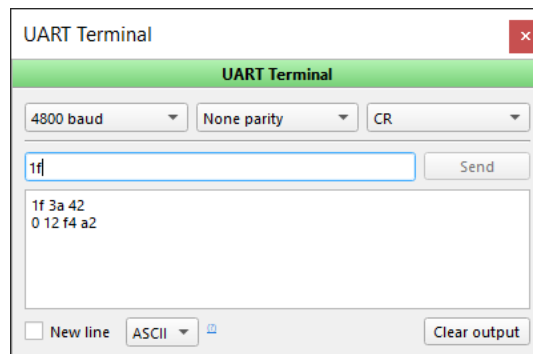 UART Terminal
UART Terminal
4800 baud None parity CR
1f Send
1f 3a 42
0 12 f4 a2
New line ASCII (?) Clear output